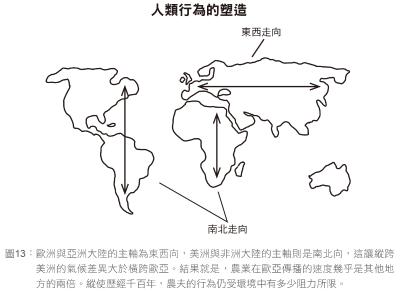 人類行為的塑造
東西走向
南北走向
圖13：歐洲與亞洲大陸的主軸為東西向，美洲與非洲大陸的主軸則是南北向，這讓縱跨
美洲的氣候差異大於橫跨歐亞。結果就是，農業在歐亞傳播的速度幾乎是其他地
方的兩倍。縱使歷經千百年，農夫的行為仍受環境中有多少阻力所限。